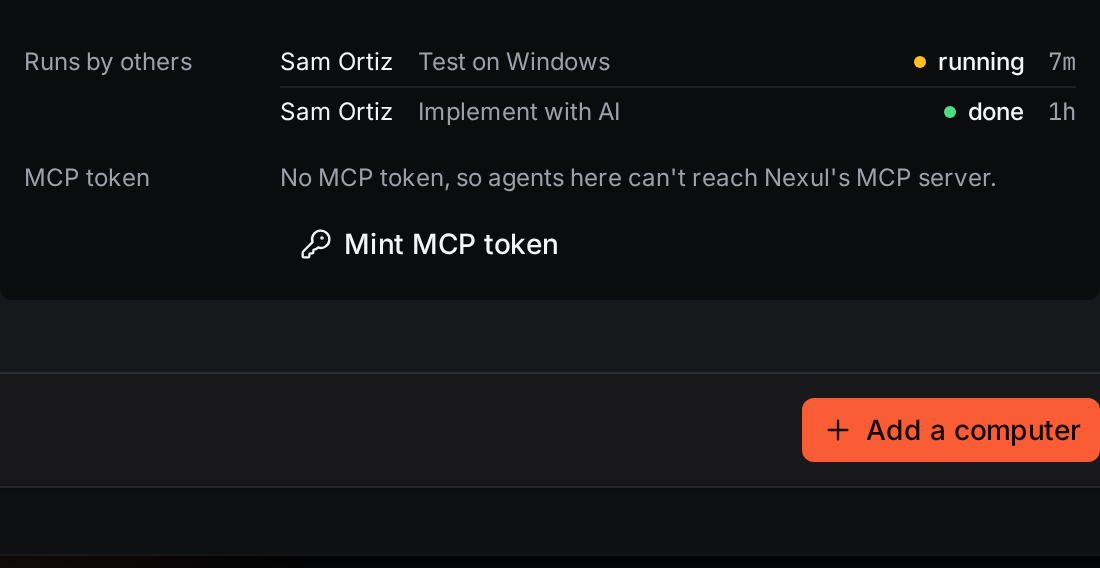 Runs by others Sam Ortiz Test on Windows running 7m
Sam Ortiz Implement with AI done 1h
MCP token No MCP token, so agents here can't reach Nexul's MCP server.
Mint MCP token
+ Add a computer